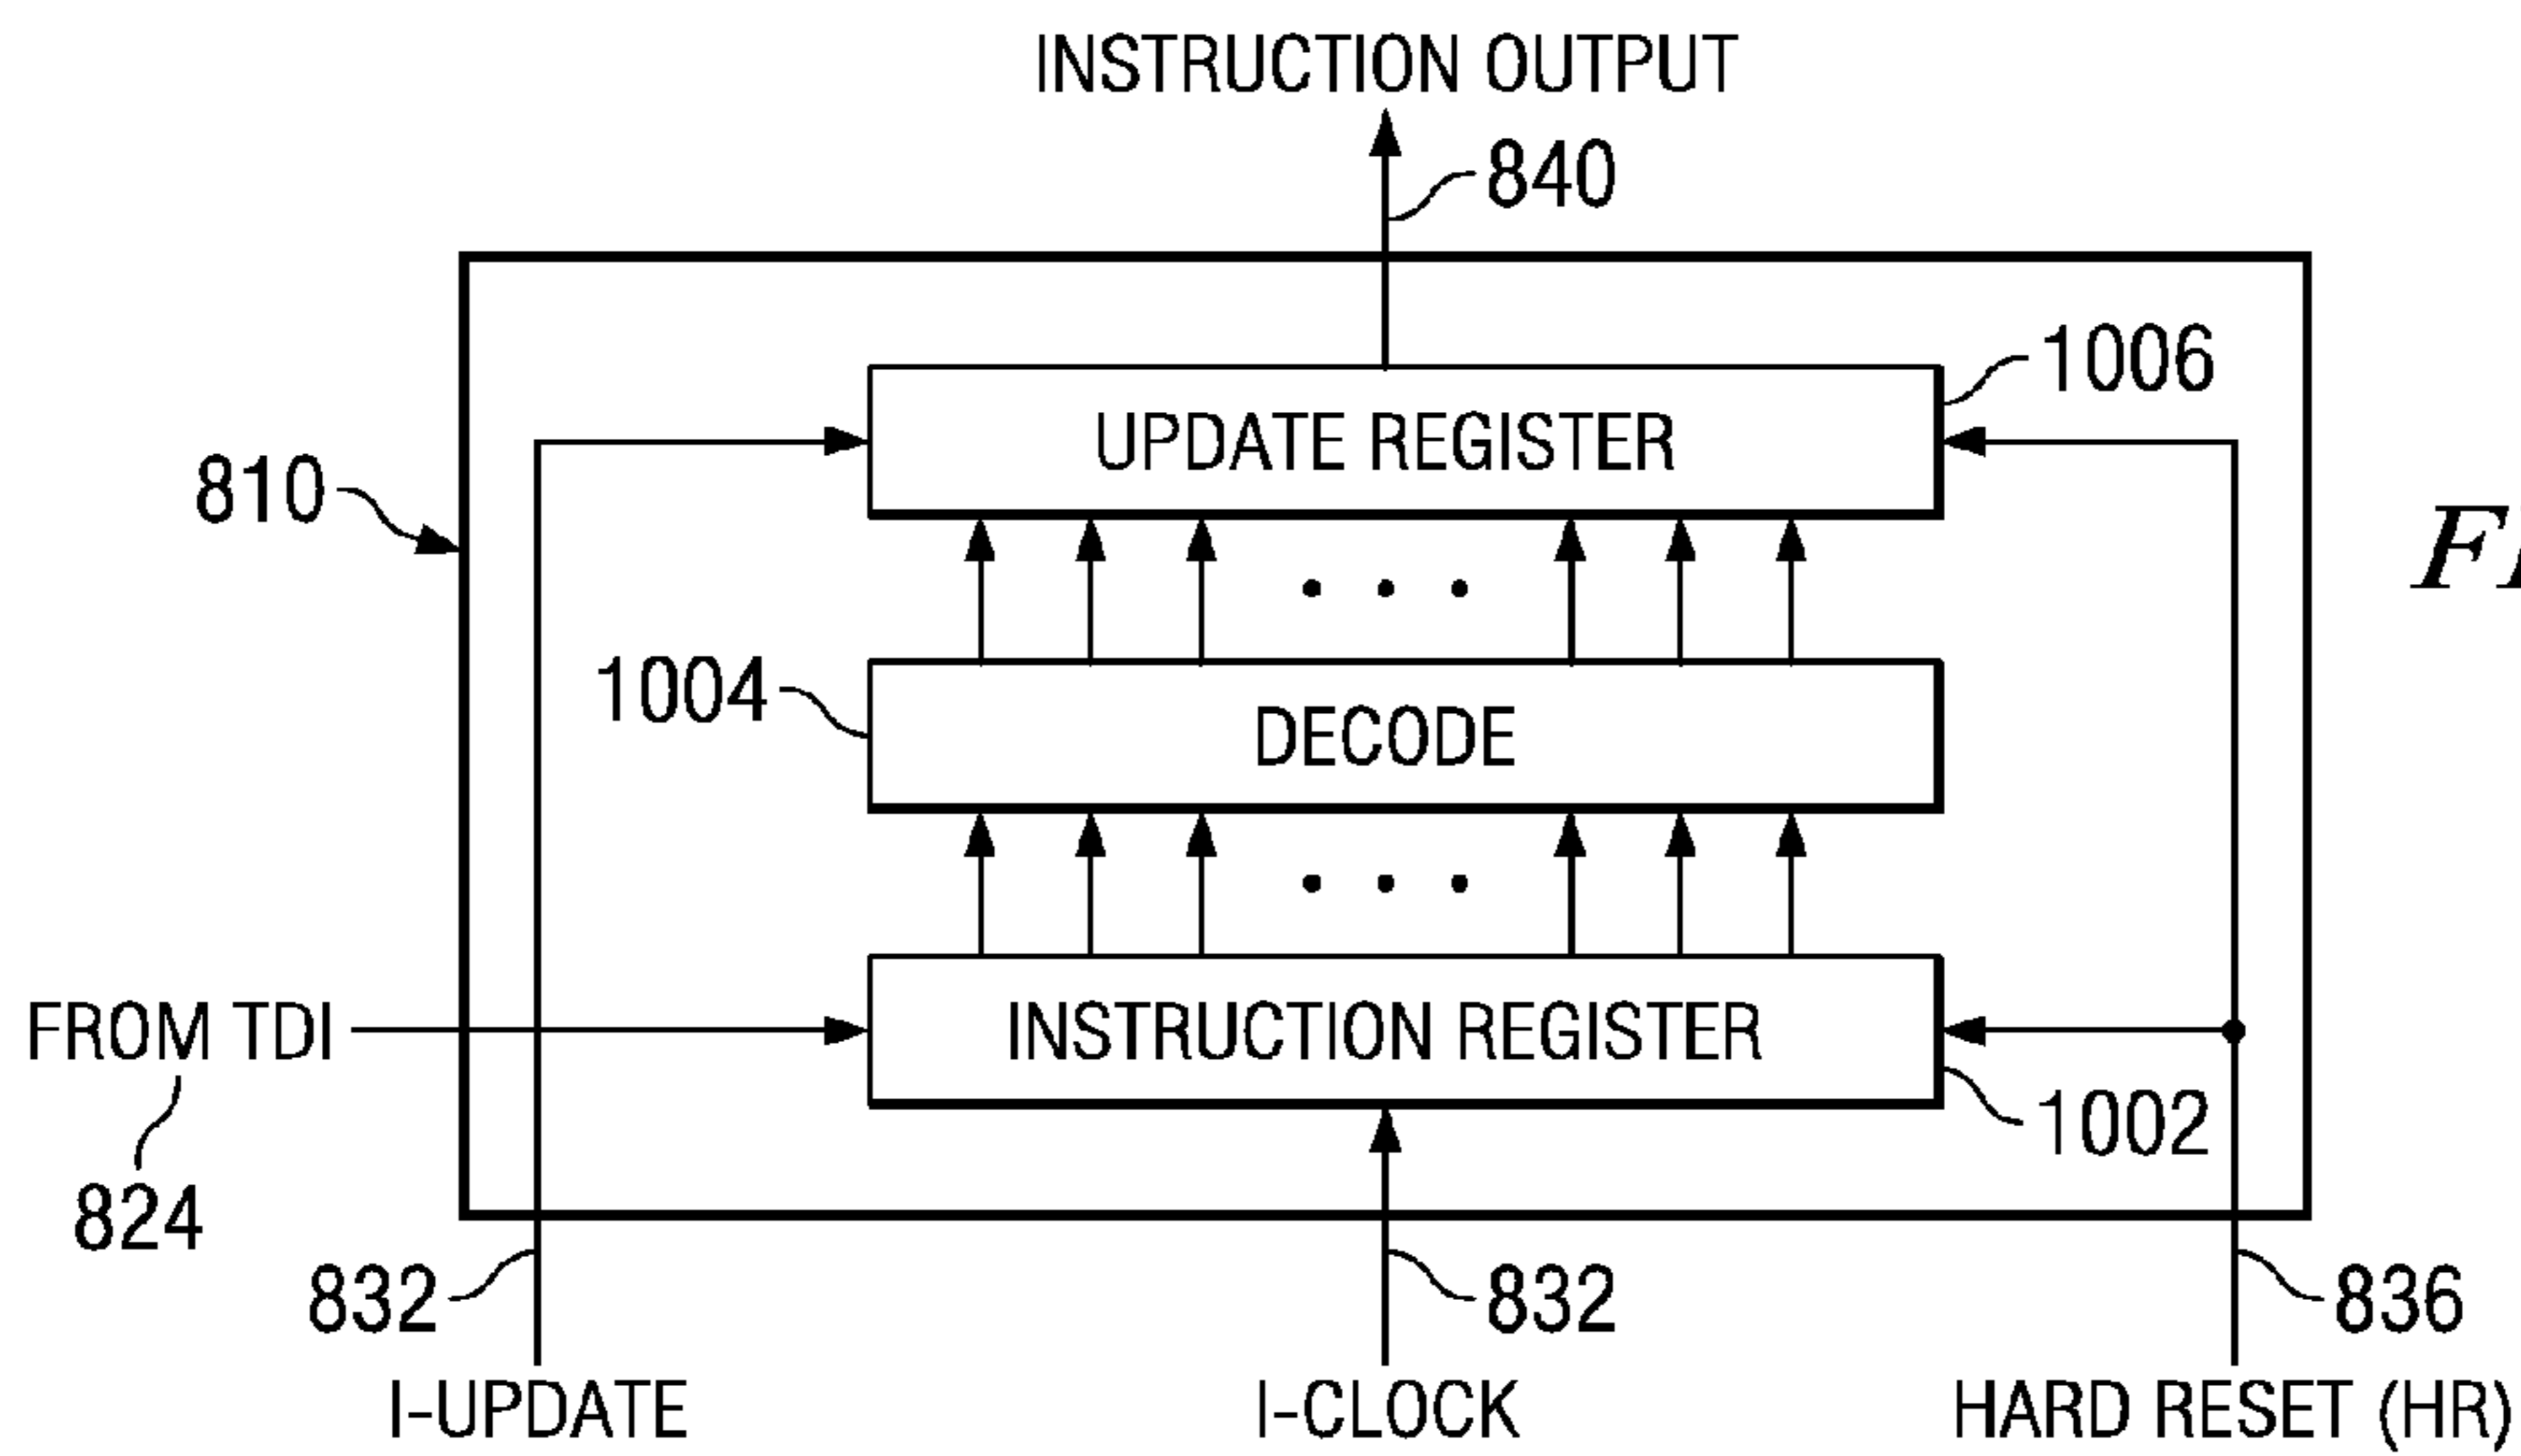 INSTRUCTION OUTPUT
840
1006
UPDATE REGISTER
810
1004
DECODE
FROM TDI
INSTRUCTION REGISTER
1002
824
832
832
836
I-UPDATE
I-CLOCK
HARD RESET (HR)